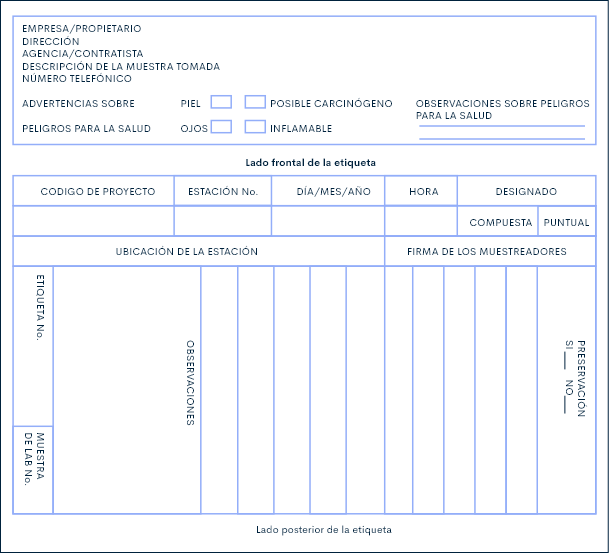 EMPRESA/PROPIETARIO
DIRECCIÓN
AGENCIA/CONTRATISTA
DESCRIPCIÓN DE LA MUESTRA TOMADA
NÚMERO TELEFÓNICO
ADVERTENCIAS SOBRE PIEL POSIBLE CARCINÓGENO OBSERVACIONES SOBRE PELIGROS
PARA LA SALUD
PELIGROS PARA LA SALUD OJOS INFLAMABLE
Lado frontal de la etiqueta
CODIGO DE PROYECTO ESTACIÓN No. DÍA/MES/AÑO HORA DESIGNADO
COMPUESTA PUNTUAL
UBICACIÓN DE LA ESTACIÓN FIRMA DE LOS MUESTREADORES
ETIQUETA No.
MUESTRA
DE LAB No.
OBSERVACIONES
PRESERVACIÓN
SI ___ NO___
Lado posterior de la etiqueta